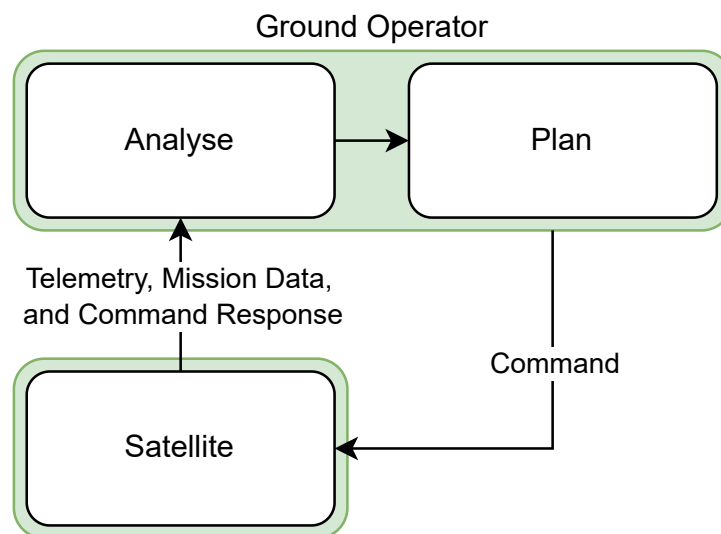 Ground Operator
Analyse
Plan
Telemetry, Mission Data,
and Command Response
Command
Satellite